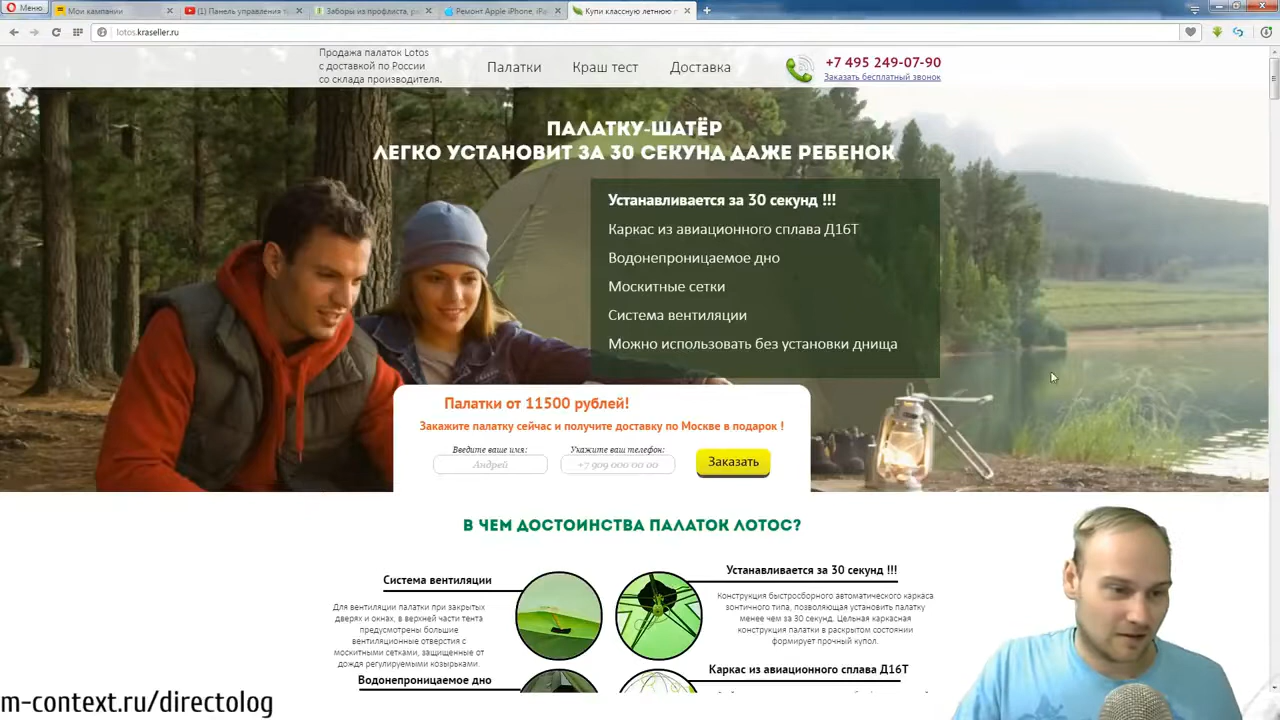 Меню
Мои кампании
(1) Панель управления т
Заборы из профлиста, р
Ремонт Apple iPhone, iPa
Купи классную летнюю п
lotos.kraseller.ru
Продажа палаток Lotos
с доставкой по России
со склада производителя.
Палатки
Краш тест
Доставка
+7 495 249-07-90
Заказать бесплатный звонок
ПАЛАТКУ-ШАТЁР
ЛЕГКО УСТАНОВИТ ЗА 30 СЕКУНД ДАЖЕ РЕБЕНОК
Устанавливается за 30 секунд !!!
Каркас из авиационного сплава Д16Т
Водонепроницаемое дно
Москитные сетки
Система вентиляции
Можно использовать без установки днища
Палатки от 11500 рублей!
Закажите палатку сейчас и получите доставку по Москве в подарок !
Введите ваше имя:
Укажите ваш телефон:
Андрей
+7 909 000 00 00
Заказать
В ЧЕМ ДОСТОИНСТВА ПАЛАТОК ЛОТОС?
Система вентиляции
Для вентиляции палатки при закрытых
дверях и окнах, в верхней части тента
предусмотрены большие
вентиляционные отверстия с
москитными сетками, защищенные от
дождя регулируемыми козырьками.
Устанавливается за 30 секунд !!!
Конструкция быстросборного автоматического каркаса
зонтичного типа, позволяющая установить палатку
менее чем за 30 секунд. Цельная каркасная
конструкция палатки в раскрытом состоянии
формирует прочный купол.
Водонепроницаемое дно
Каркас из авиационного сплава Д16Т
m-context.ru/directolog